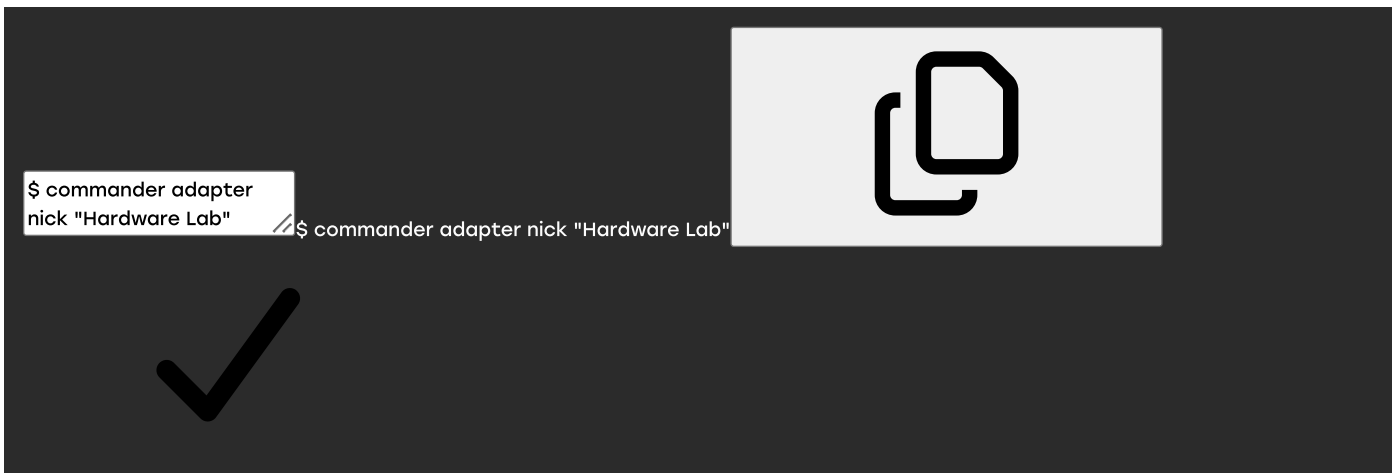 $ commander adapter
nick "Hardware Lab"
$ commander adapter nick "Hardware Lab"